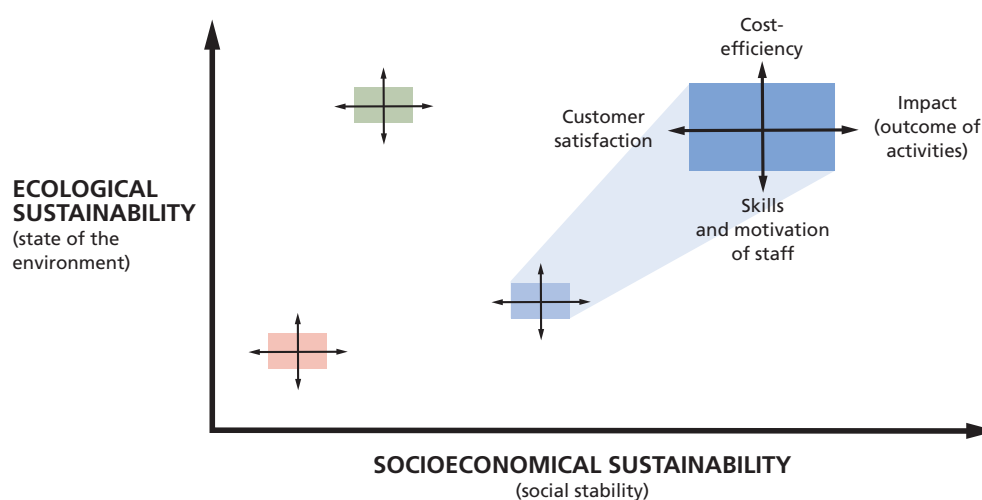 Cost-
efficiency
Customer
satisfaction
Impact
(outcome of
activities)
Skills
and motivation
of staff
ECOLOGICAL
SUSTAINABILITY
(state of the
environment)
SOCIOECONOMICAL SUSTAINABILITY
(social stability)